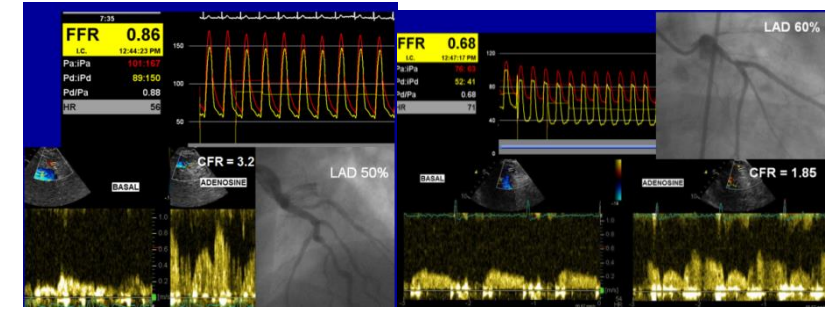 7:35
FFR 0.86
I.C. 12:44:23 PM
Pa:iPa 101:167
Pd:iPd 89:150
Pd/Pa 0.88
HR 56
150
100
50
CFR = 3.2
BASAL
ADENOSINE
LAD 50%
FFR 0.68
I.C. 12:47:17 PM
Pa:iPa 76: 63
Pd:iPd 52: 41
Pd/Pa 0.68
HR 71
120
80
40
0
LAD 60%
BASAL
ADENOSINE
CFR = 1.85